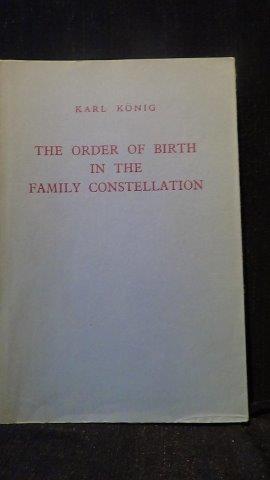 KARL KÖNIG
THE ORDER OF BIRTH
IN THE
FAMILY CONSTELLATION